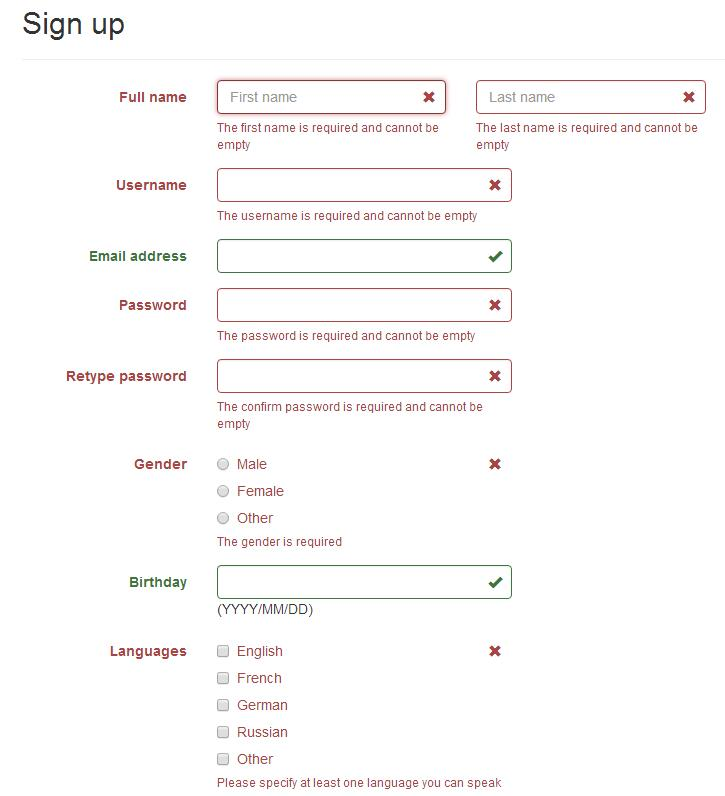 Sign up
Full name First name Last name
The first name is required and cannot be The last name is required and cannot be
empty empty
Username
The username is required and cannot be empty
Email address
Password
The password is required and cannot be empty
Retype password
The confirm password is required and cannot be
empty
Gender Male
Female
Other
The gender is required
Birthday
(YYYY/MM/DD)
Languages English
French
German
Russian
Other
Please specify at least one language you can speak